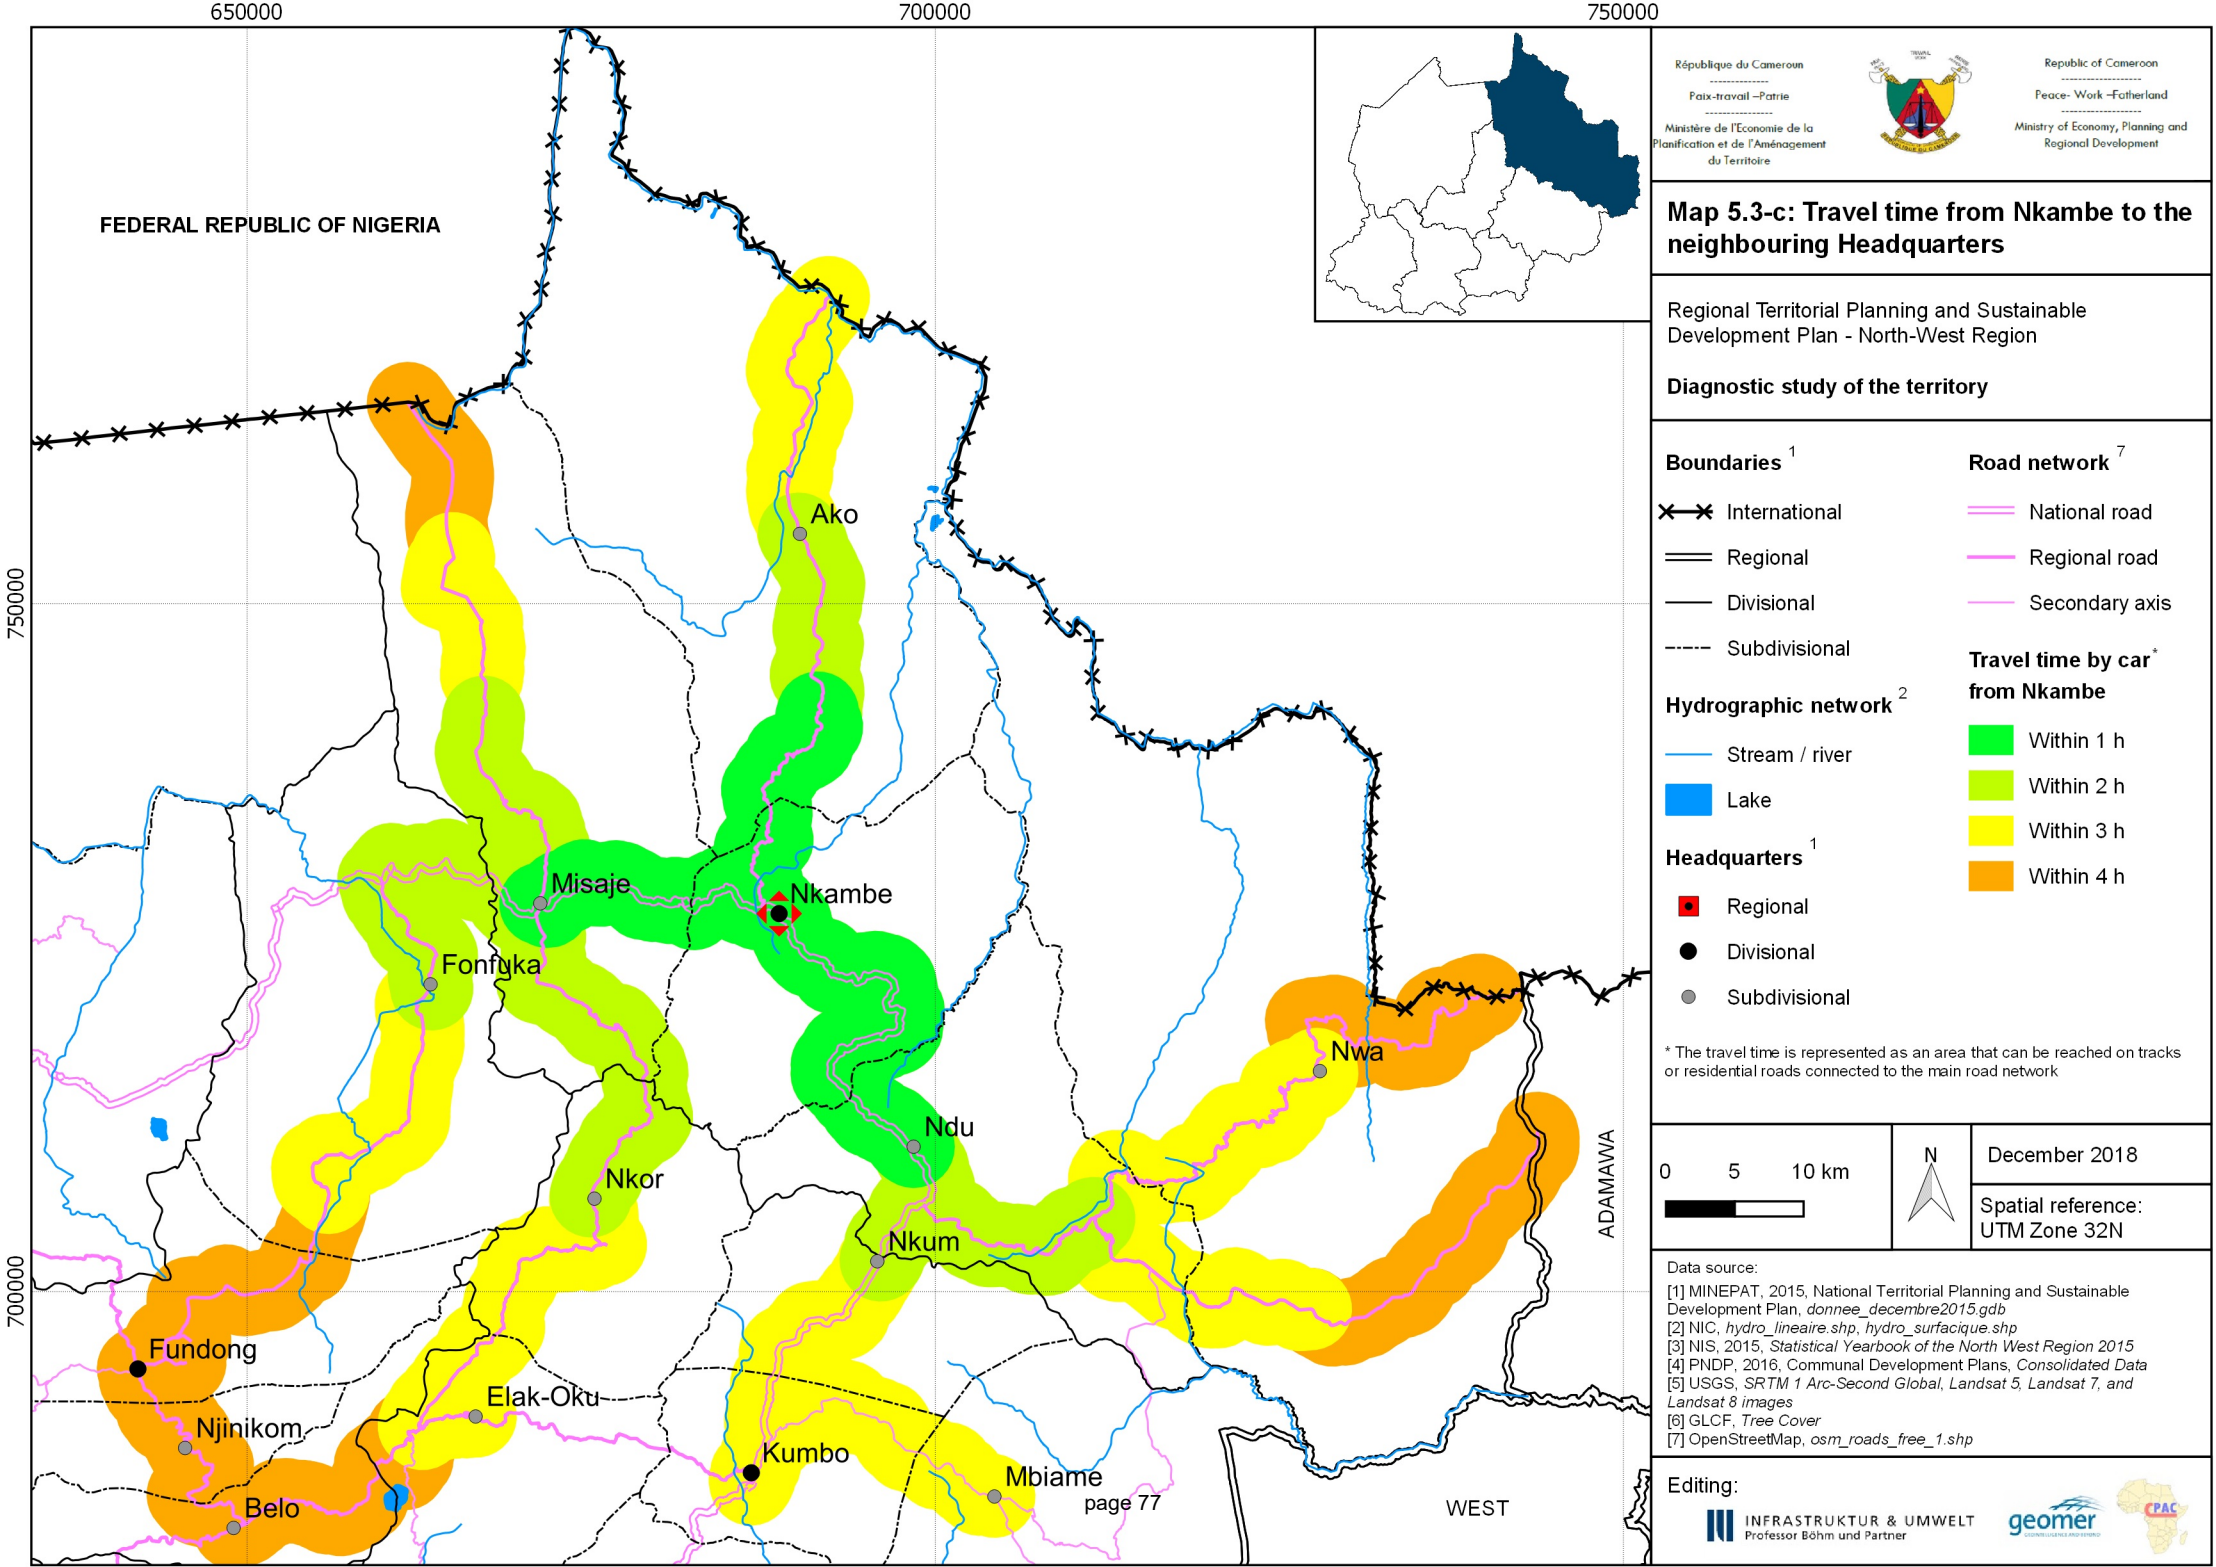 650000
700000
750000
750000
700000
FEDERAL REPUBLIC OF NIGERIA
Ako
Misaje
Nkambe
Fonfuka
Nwa
Ndu
Nkor
Nkum
Fundong
Elak-Oku
Njinikom
Kumbo
Mbiame
Belo
page 77
ADAMAWA
WEST
République du Cameroun
--------------
Paix-travail –Patrie
----------------
Ministère de l'Economie de la
Planification et de l'Aménagement
du Territoire
TRAVAIL
REPUBLIQUE DU CAMEROUN
Republic of Cameroon
-------------------
Peace- Work –Fatherland
-------------------
Ministry of Economy, Planning and
Regional Development
Map 5.3-c: Travel time from Nkambe to the
neighbouring Headquarters
Regional Territorial Planning and Sustainable
Development Plan - North-West Region
Diagnostic study of the territory
Boundaries 1
International
Regional
Divisional
Subdivisional
Hydrographic network 2
Stream / river
Lake
Headquarters 1
Regional
Divisional
Subdivisional
Road network 7
National road
Regional road
Secondary axis
Travel time by car*
from Nkambe
Within 1 h
Within 2 h
Within 3 h
Within 4 h
* The travel time is represented as an area that can be reached on tracks
or residential roads connected to the main road network
0 5 10 km
N
December 2018
Spatial reference:
UTM Zone 32N
Data source:
[1] MINEPAT, 2015, National Territorial Planning and Sustainable
Development Plan, donnee_decembre2015.gdb
[2] NIC, hydro_lineaire.shp, hydro_surfacique.shp
[3] NIS, 2015, Statistical Yearbook of the North West Region 2015
[4] PNDP, 2016, Communal Development Plans, Consolidated Data
[5] USGS, SRTM 1 Arc-Second Global, Landsat 5, Landsat 7, and
Landsat 8 images
[6] GLCF, Tree Cover
[7] OpenStreetMap, osm_roads_free_1.shp
Editing:
INFRASTRUKTUR & UMWELT
Professor Böhm und Partner
geomer
CPAC